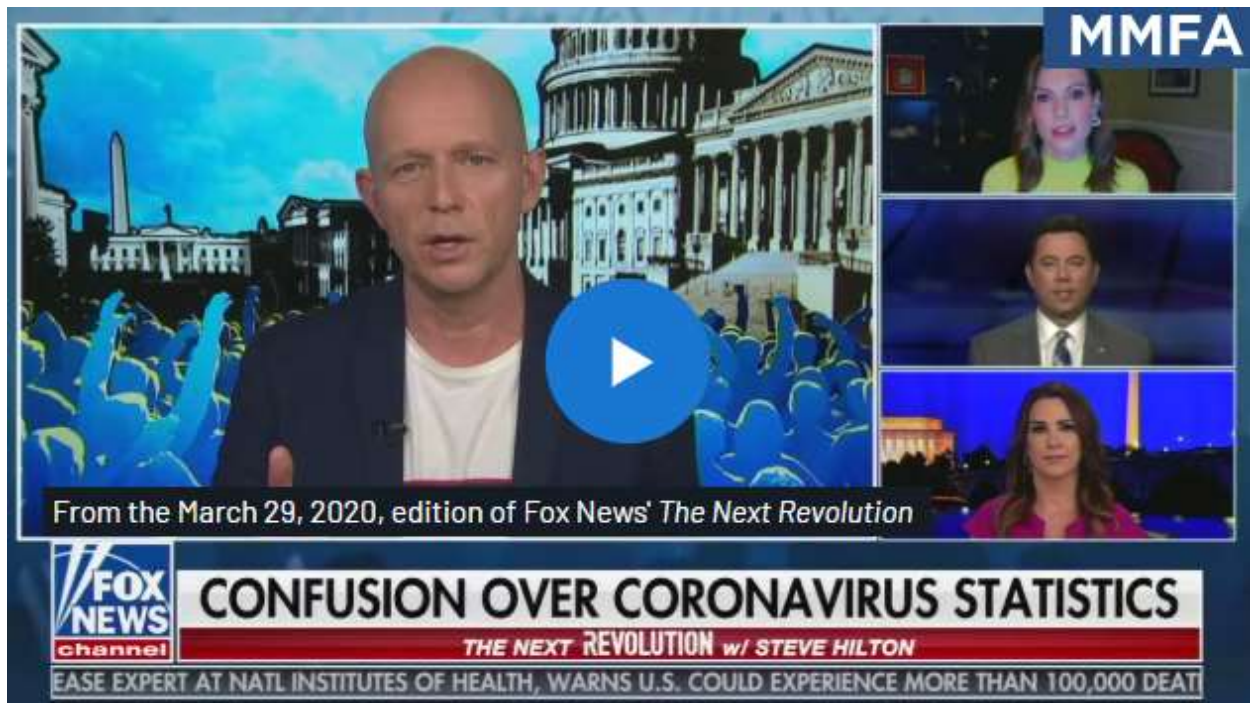 MMFA
From the March 29, 2020, edition of Fox News' The Next Revolution
FOX
NEWS
channel
CONFUSION OVER CORONAVIRUS STATISTICS
THE NEXT REVOLUTION w/ STEVE HILTON
EASE EXPERT AT NATL INSTITUTES OF HEALTH, WARNS U.S. COULD EXPERIENCE MORE THAN 100,000 DEAT